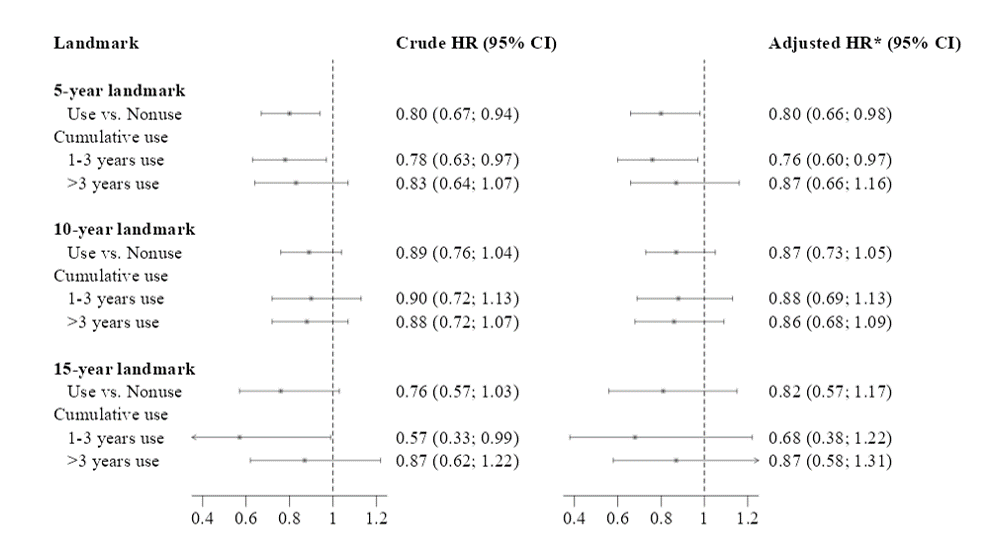 Landmark Crude HR (95% CI) Adjusted HR* (95% CI)
5-year landmark
Use vs. Nonuse 0.80 (0.67; 0.94) 0.80 (0.66; 0.98)
Cumulative use
1-3 years use 0.78 (0.63; 0.97) 0.76 (0.60; 0.97)
>3 years use 0.83 (0.64; 1.07) 0.87 (0.66; 1.16)
10-year landmark
Use vs. Nonuse 0.89 (0.76; 1.04) 0.87 (0.73; 1.05)
Cumulative use
1-3 years use 0.90 (0.72; 1.13) 0.88 (0.69; 1.13)
>3 years use 0.88 (0.72; 1.07) 0.86 (0.68; 1.09)
15-year landmark
Use vs. Nonuse 0.76 (0.57; 1.03) 0.82 (0.57; 1.17)
Cumulative use
1-3 years use 0.57 (0.33; 0.99) 0.68 (0.38; 1.22)
>3 years use 0.87 (0.62; 1.22) 0.87 (0.58; 1.31)
0.4 0.6 0.8 1 1.2 0.4 0.6 0.8 1 1.2